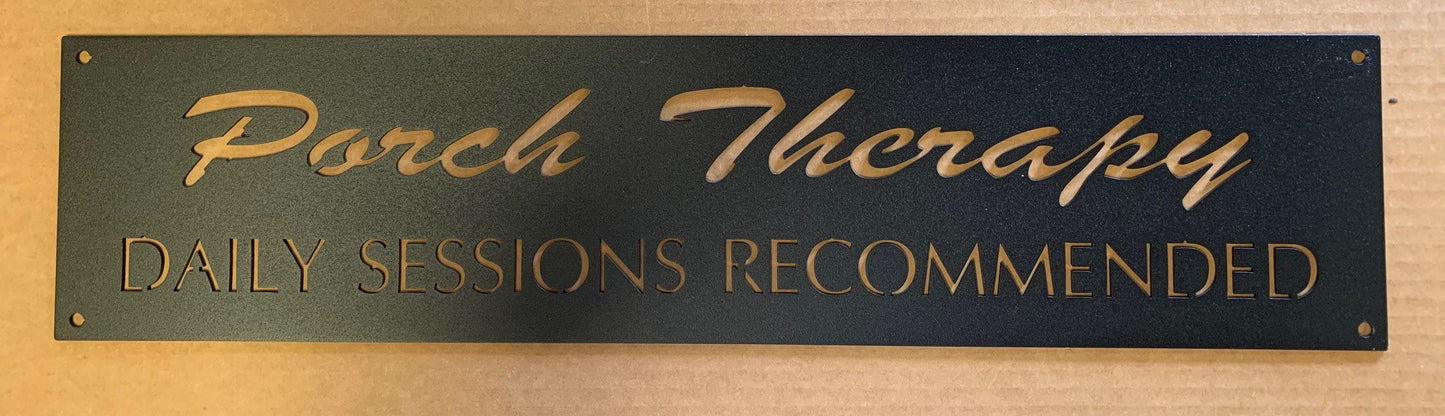 Porch Therapy
DAILY SESSIONS RECOMMENDED